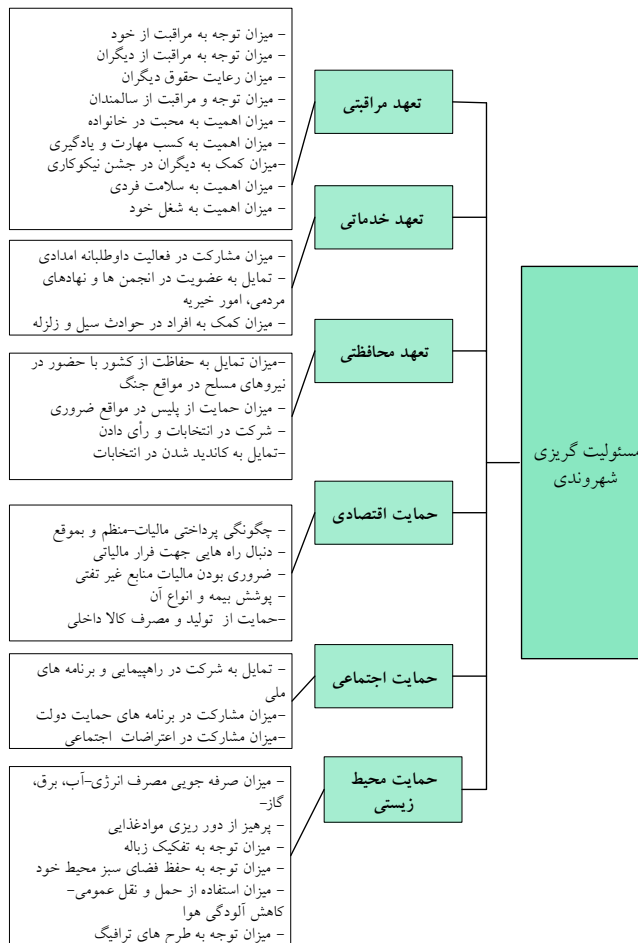 مسئولیت گریزی
شهروندی
تعهد مراقبتی
– میزان توجه به مراقبت از خود
– میزان توجه به مراقبت از دیگران
میزان رعایت حقوق دیگران
– میزان توجه و مراقبت از سالمندان
– میزان اهمیت به محبت در خانواده
– میزان اهمیت به کسب مهارت و یادگیری
–میزان کمک به دیگران در جشن نیکوکاری
– میزان اهمیت به سلامت فردی
– میزان اهمیت به شغل خود
تعهد خدماتی
– میزان مشارکت در فعالیت داوطلبانه امدادی
– تمایل به عضویت در انجمن ها و نهادهای
مردمی، امور خیریه
– میزان کمک به افراد در حوادث سیل و زلزله
تعهد محافظتی
–میزان تمایل به حفاظت از کشور با حضور در
نیروهای مسلح در مواقع جنگ
– میزان حمایت از پلیس در مواقع ضروری
– شرکت در انتخابات و رأی دادن
–تمایل به کاندید شدن در انتخابات
حمایت اقتصادی
– چگونگی پرداختی مالیات–منظم و بموقع
– دنبال راه هایی جهت فرار مالیاتی
– ضروری بودن مالیات منابع غیر تفتی
– پوشش بیمه و انواع آن
–حمایت از تولید و مصرف کالا داخلی
حمایت اجتماعی
– تمایل به شرکت در راهپیمایی و برنامه های
ملی
–میزان مشارکت در برنامه های حمایت دولت
–میزان مشارکت در اعتراضات اجتماعی
حمایت محیط
زیستی
– میزان صرفه جویی مصرف انرژی–آب، برق،
گاز–
– پرهیز از دور ریزی موادغذایی
– میزان توجه به تفکیک زباله
– میزان توجه به حفظ فضای سبز محیط خود
– میزان استفاده از حمل و نقل عمومی–
کاهش آلودگی هوا
– میزان توجه به طرح های ترافیگ